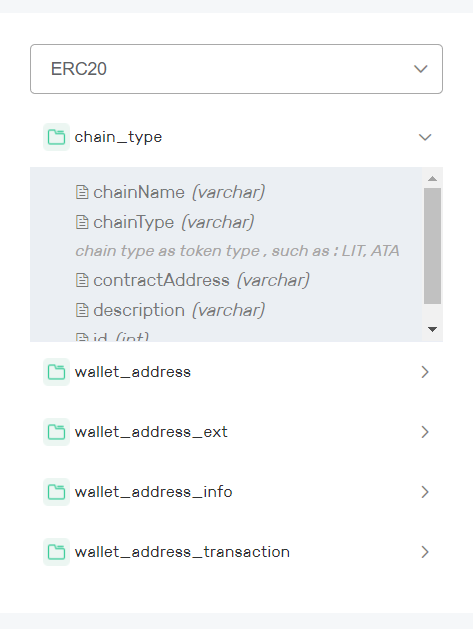 ERC20
chain_type
chainName (varchar)
chainType (varchar)
chain type as token type , such as : LIT, ATA
contractAddress (varchar)
description (varchar)
id (int)
wallet_address
wallet_address_ext
wallet_address_info
wallet_address_transaction